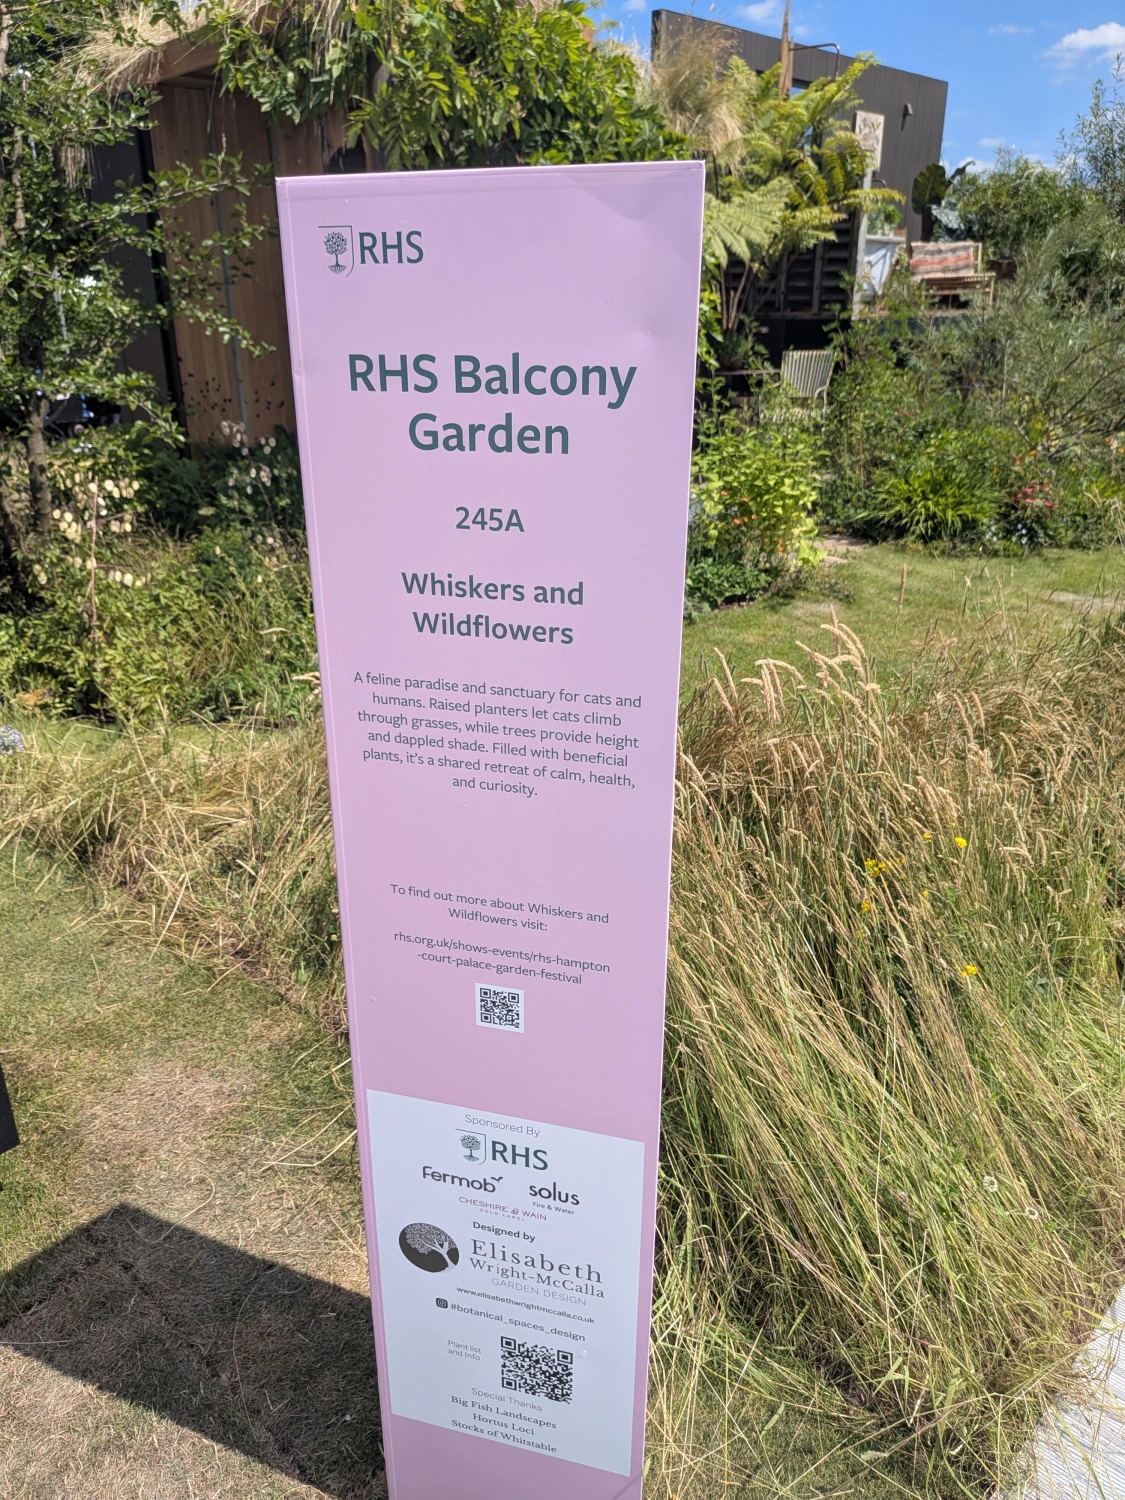 RHS
RHS Balcony
Garden
245A
Whiskers and
Wildflowers
A feline paradise and sanctuary for cats and
humans. Raised planters let cats climb
through grasses, while trees provide height
and dappled shade. Filled with beneficial
plants, it's a shared retreat of calm, health,
and curiosity.
To find out more about Whiskers and
Wildflowers visit:
rhs.org.uk/shows-events/rhs-hampton
-court-palace-garden-festival
Sponsored By
RHS
fermob solus
Fire & Water
CHESHIRE & WAIN
GOLD LABEL
Designed by
Elisabeth
Wright-McCalla
GARDEN DESIGN
www.elisabethwrightmccalla.co.uk
#botanical_spaces_design
Plant list
and Info
Special Thanks
Big Fish Landscapes
Hortus Loci
Stocks of Whitstable